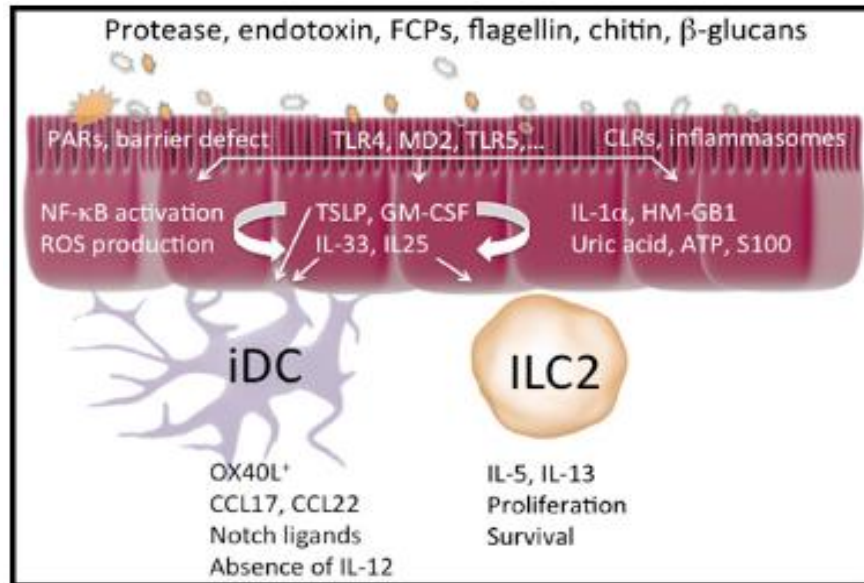 Protease, endotoxin, FCPs, flagellin, chitin, β-glucans
PARs, barrier defect
TLR4, MD2, TLR5,...
CLRs, inflammasomes
NF-κB activation
ROS production
TSLP, GM-CSF
IL-33, IL25
IL-1α, HM-GB1
Uric acid, ATP, S100
iDC
ILC2
OX40L⁺
CCL17, CCL22
Notch ligands
Absence of IL-12
IL-5, IL-13
Proliferation
Survival